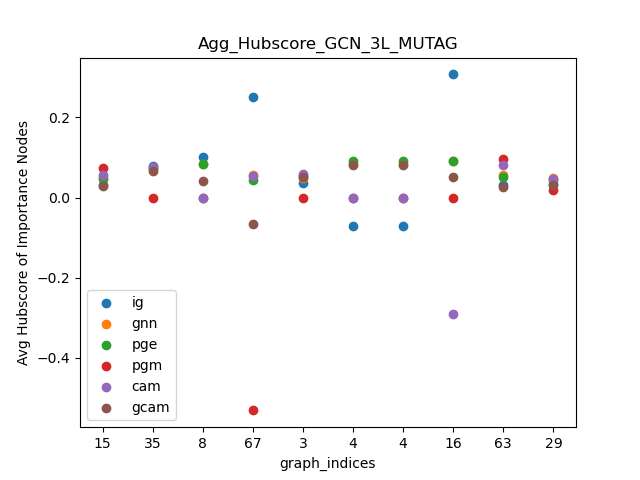 Agg_Hubscore_GCN_3L_MUTAG
Avg Hubscore of Importance Nodes
0.2
0.0
−0.2
−0.4
ig
gnn
pge
pgm
cam
gcam
15 35 8 67 3 4 4 16 63 29
graph_indices